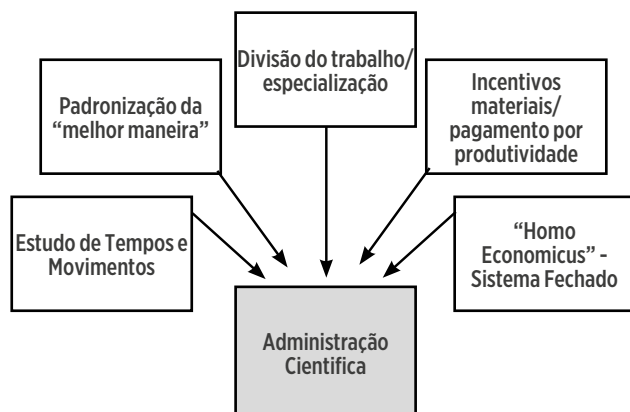 Divisão do trabalho/
especialização
Padronização da
“melhor maneira”
Incentivos
materiais/
pagamento por
produtividade
Estudo de Tempos e
Movimentos
“Homo
Economicus” -
Sistema Fechado
Administração
Cientifica